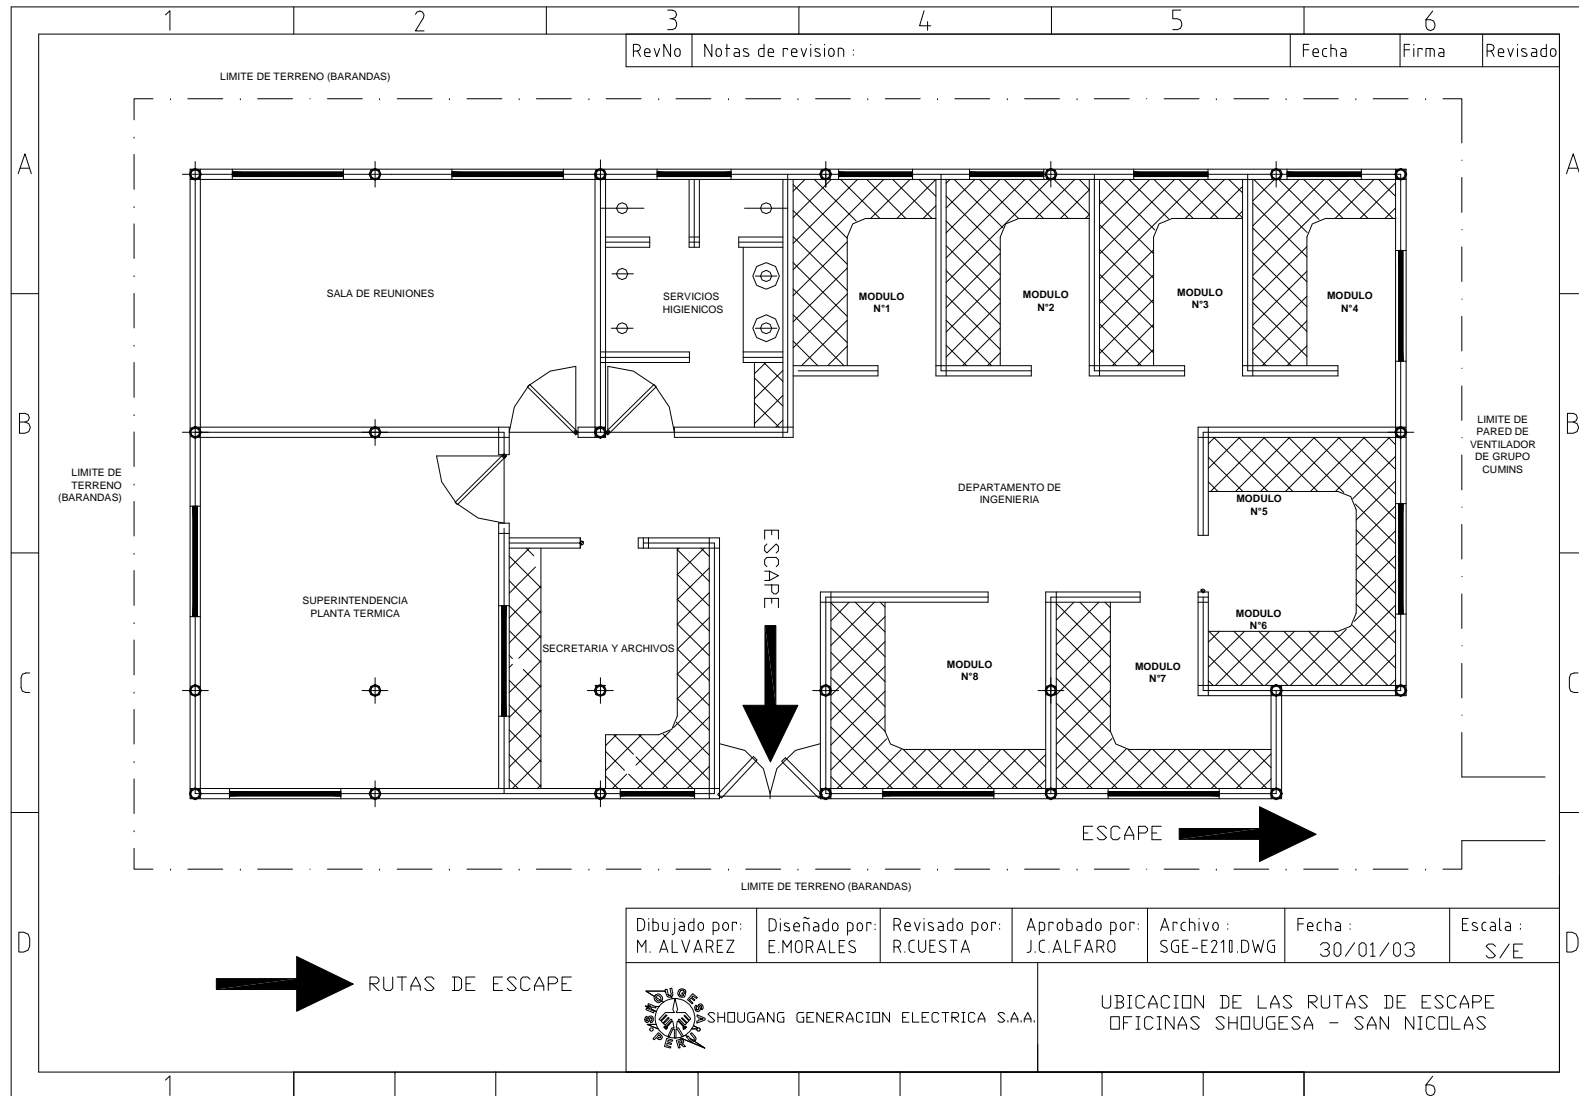 1 2 3 4 5 6
RevNo Notas de revision : Fecha Firma Revisado
LIMITE DE TERRENO (BARANDAS)
A A
SALA DE REUNIONES
SERVICIOS
HIGIENICOS
MODULO
N°1
MODULO
N°2
MODULO
N°3
MODULO
N°4
B B
LIMITE DE
TERRENO
(BARANDAS)
LIMITE DE
PARED DE
VENTILADOR
DE GRUPO
CUMINS
DEPARTAMENTO DE
INGENIERIA
MODULO
N°5
ESCAPE
SUPERINTENDENCIA
PLANTA TERMICA
SECRETARIA Y ARCHIVOS
MODULO
N°6
MODULO
N°8
MODULO
N°7
C C
ESCAPE
LIMITE DE TERRENO (BARANDAS)
D D
RUTAS DE ESCAPE
Dibujado por:
M. ALVAREZ
Diseñado por:
E.MORALES
Revisado por:
R.CUESTA
Aprobado por:
J.C.ALFARO
Archivo :
SGE-E210.DWG
Fecha :
30/01/03
Escala :
S/E
SHOUGESA
PERU
SHOUGANG GENERACION ELECTRICA S.A.A.
UBICACION DE LAS RUTAS DE ESCAPE
OFICINAS SHOUGESA - SAN NICOLAS
1 6